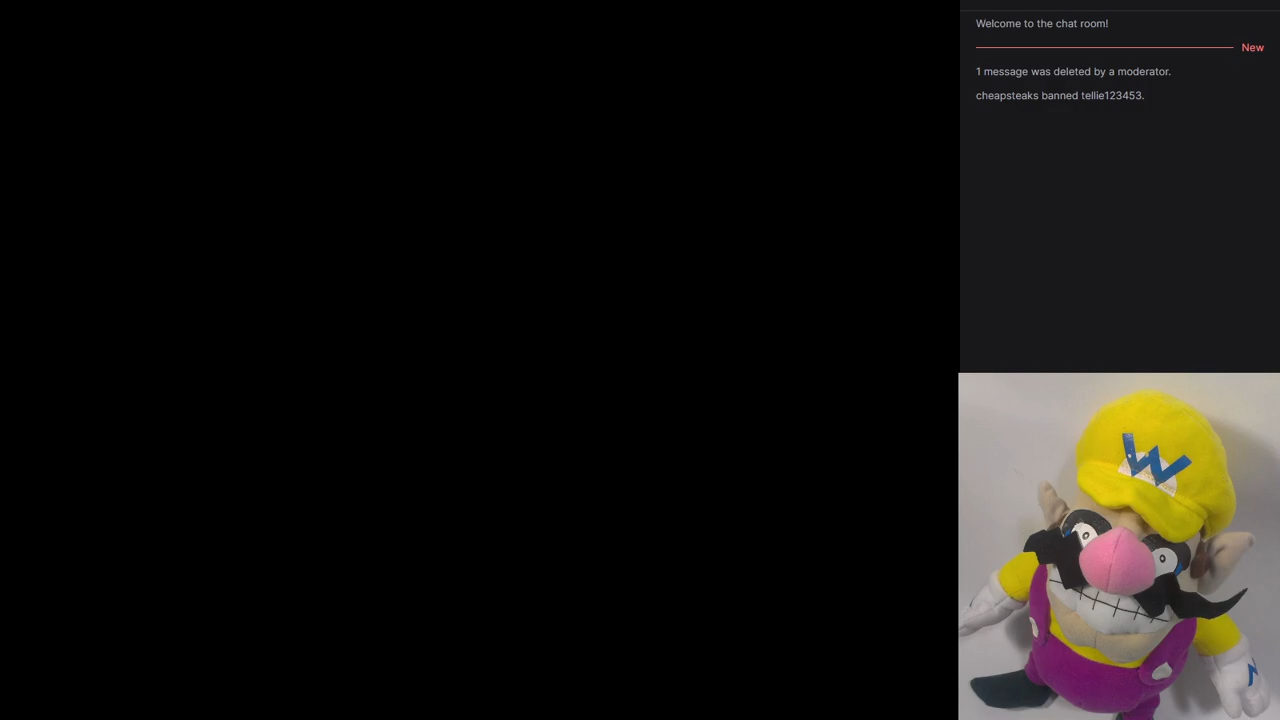 Welcome to the chat room!
New
1 message was deleted by a moderator.
cheapsteaks banned tellie123453.
W